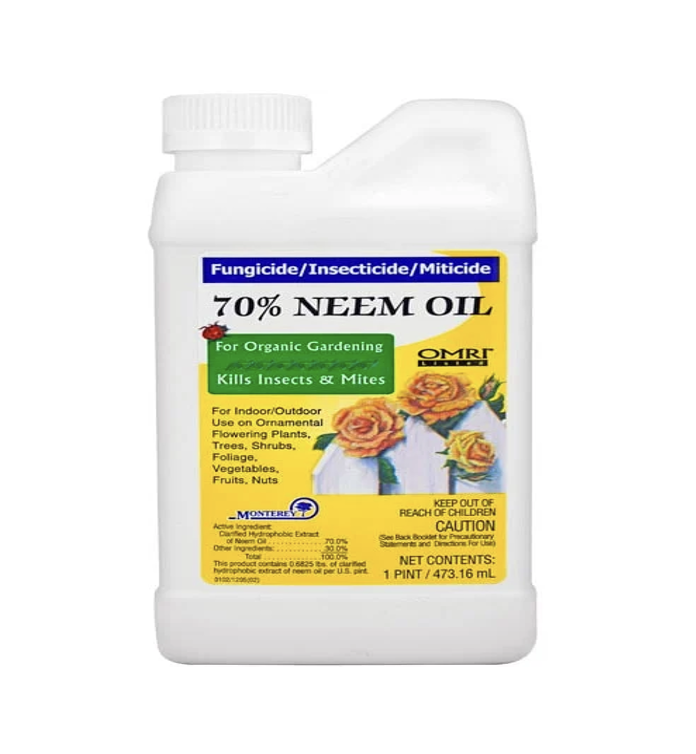 Fungicide/Insecticide/Miticide
70% NEEM OIL
For Organic Gardening
Kills Insects & Mites
OMRI
Listed
For Indoor/Outdoor
Use on Ornamental
Flowering Plants,
Trees, Shrubs,
Foliage,
Vegetables,
Fruits, Nuts
MONTEREY
Active Ingredient:
Clarified Hydrophobic Extract
of Neem Oil .................... 70.0%
Other Ingredients: .................... 30.0%
Total .................... 100.0%
This product contains 0.6825 lbs. of clarified
hydrophobic extract of neem oil per U.S. pint.
0102/1205(02)
KEEP OUT OF
REACH OF CHILDREN
CAUTION
(See Back Booklet for Precautionary
Statements and Directions For Use)
NET CONTENTS:
1 PINT / 473.16 mL